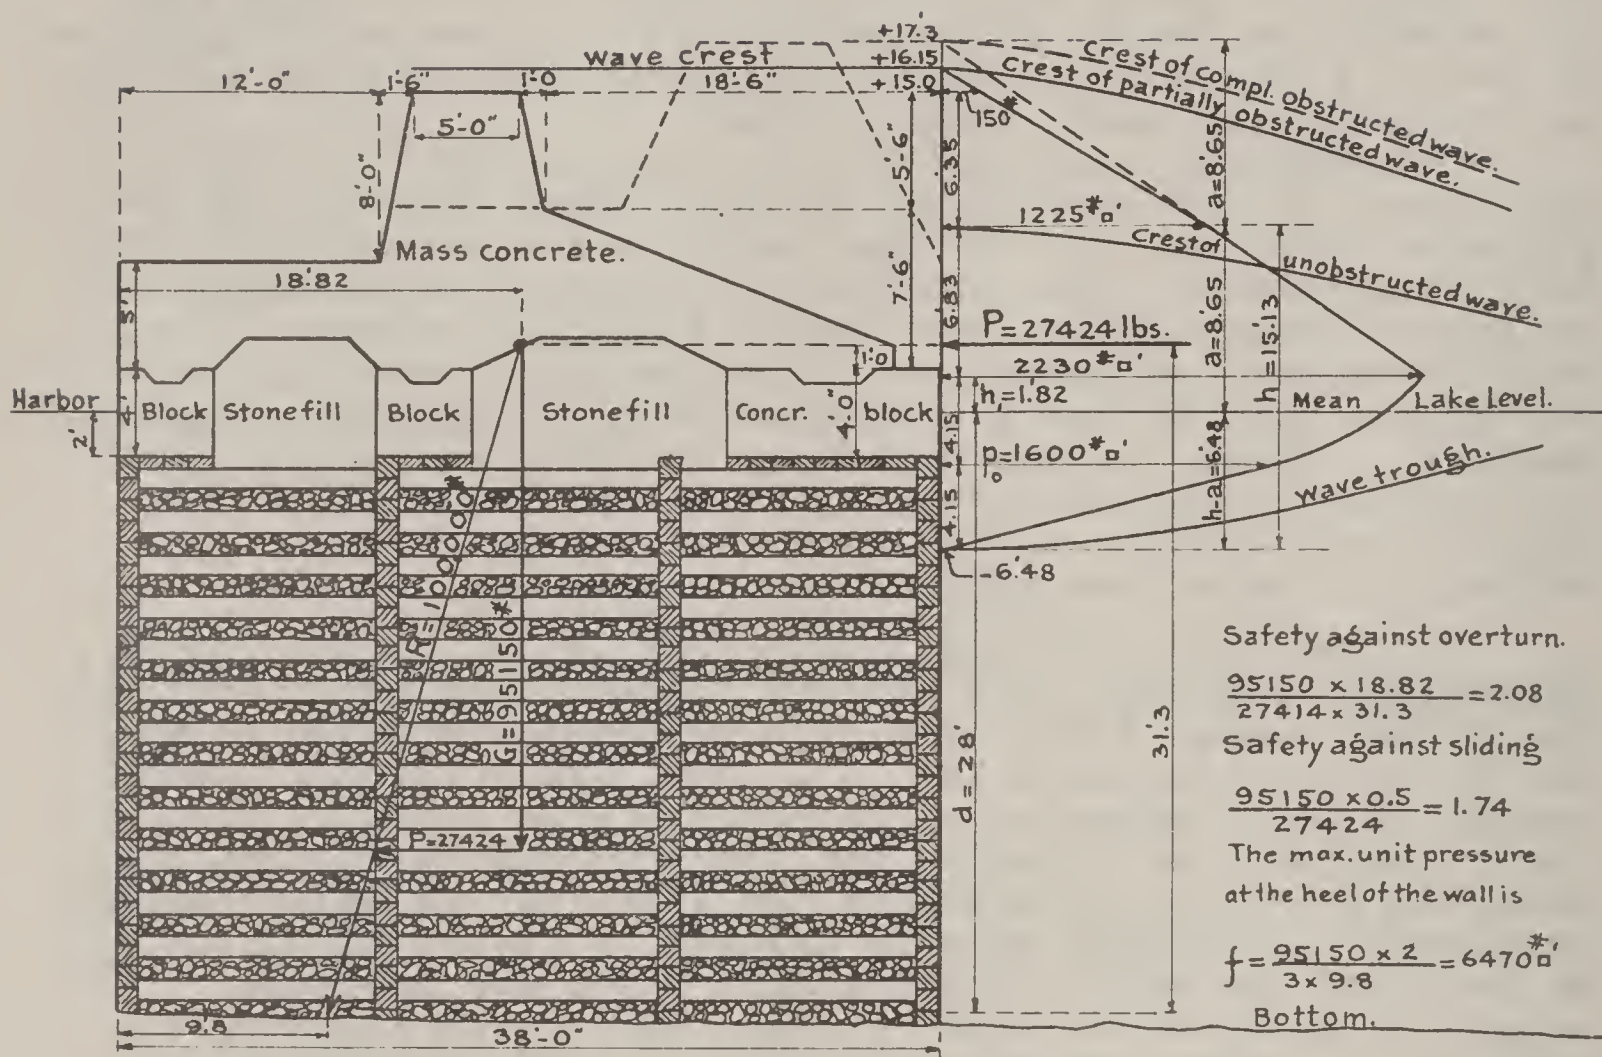 +17.'3
wave crest
+16.15
12'-0"
1'-6"
1'-0
18'-6"
+15.0
Crest of compl. obstructed wave.
Crest of partially obstructed wave.
150#
5'-0"
8'-0"
5'-6"
6.35
a=8.'65
1225#□'
Crest of unobstructed wave.
Mass concrete.
18.'82
7'-6"
6.83
a=8.'65
h=15.'13
5'
P=27424 lbs.
1'-0
2230#□'
Harbor
h,=1.'82
Mean Lake Level.
Block
Stonefill
Block
Stonefill
Concr. block
4'
2'
4'-0"
4.15
p₀=1600#□'
h-a=6.'48
wave trough.
4.15
-6.'48
R=100000#
G=95150#
Safety against overturn.
95150 x 18.82
27414 x 31.3
=2.08
d=28'
31.'3
Safety against sliding
95150 x 0.5
27424
=1.74
P=27424
The max. unit pressure
at the heel of the wall is
f = 95150 x 2
3 x 9.8
=6470#□'
Bottom.
9.8
38'-0"